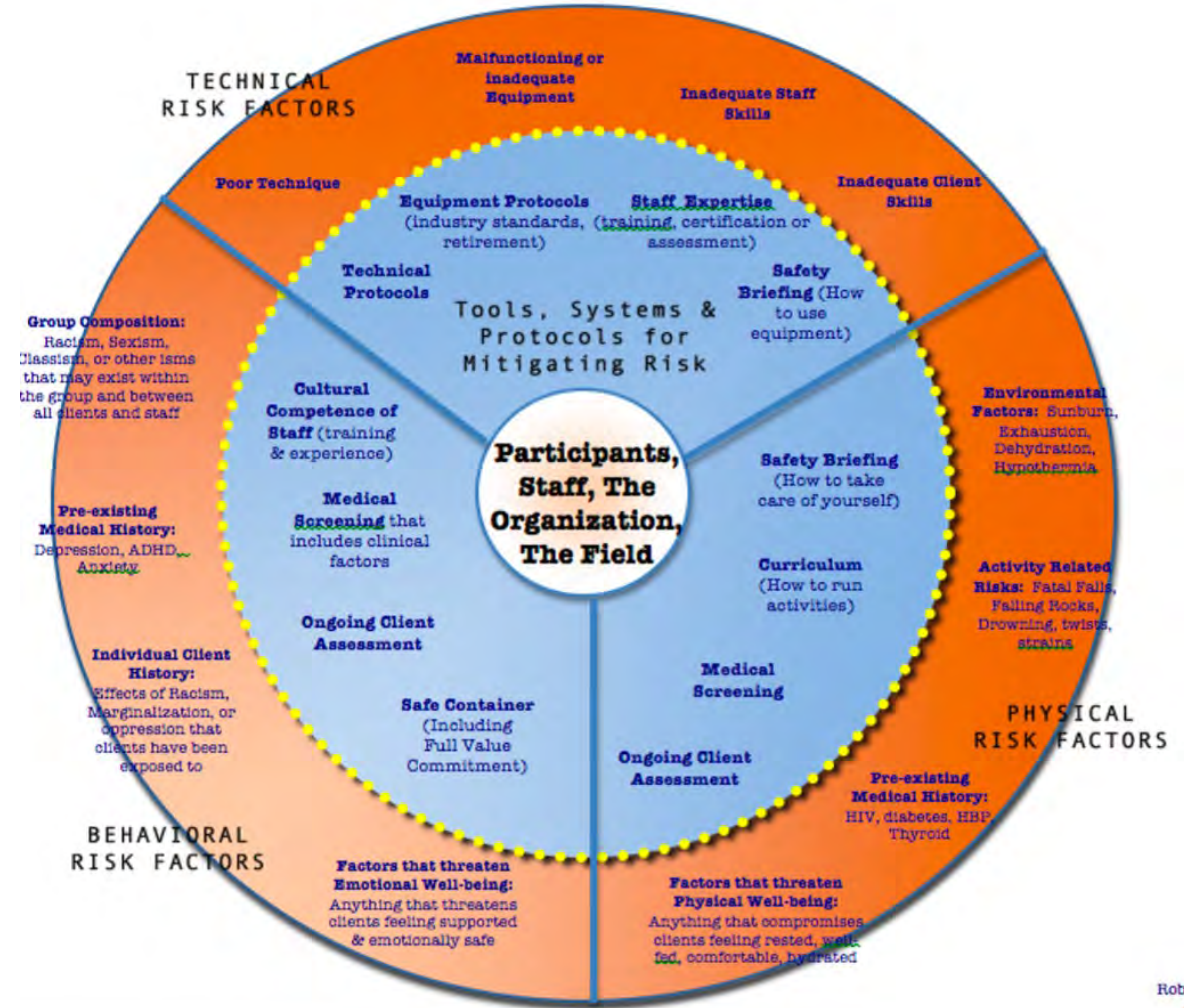 TECHNICAL
RISK FACTORS
Malfunctioning or
inadequate
Equipment
Inadequate Staff
Skills
Poor Technique
Inadequate Client
Skills
Equipment Protocols
(industry standards,
retirement)
Staff Expertise
(training, certification or
assessment)
Technical
Protocols
Safety
Briefing (How
to use
equipment)
Tools, Systems &
Protocols for
Mitigating Risk
Group Composition:
Racism, Sexism,
Classism, or other isms
that may exist within
the group and between
all clients and staff
Cultural
Competence of
Staff (training
& experience)
Environmental
Factors: Sunburn,
Exhaustion,
Dehydration,
Hypothermia
Participants,
Staff, The
Organization,
The Field
Safety Briefing
(How to take
care of yourself)
Pre-existing
Medical History:
Depression, ADHD,
Anxiety
Medical
Screening that
includes clinical
factors
Curriculum
(How to run
activities)
Activity Related
Risks: Fatal Falls,
Falling Rocks,
Drowning, twists,
strains
Ongoing Client
Assessment
Individual Client
History:
Effects of Racism,
Marginalization, or
oppression that
clients have been
exposed to
Safe Container
(Including
Full Value
Commitment)
Medical
Screening
PHYSICAL
RISK FACTORS
Ongoing Client
Assessment
Pre-existing
Medical History:
HIV, diabetes, HBP,
Thyroid
BEHAVIORAL
RISK FACTORS
Factors that threaten
Emotional Well-being:
Anything that threatens
clients feeling supported
& emotionally safe
Factors that threaten
Physical Well-being:
Anything that compromises
clients feeling rested, well-
fed, comfortable, hydrated
Rob